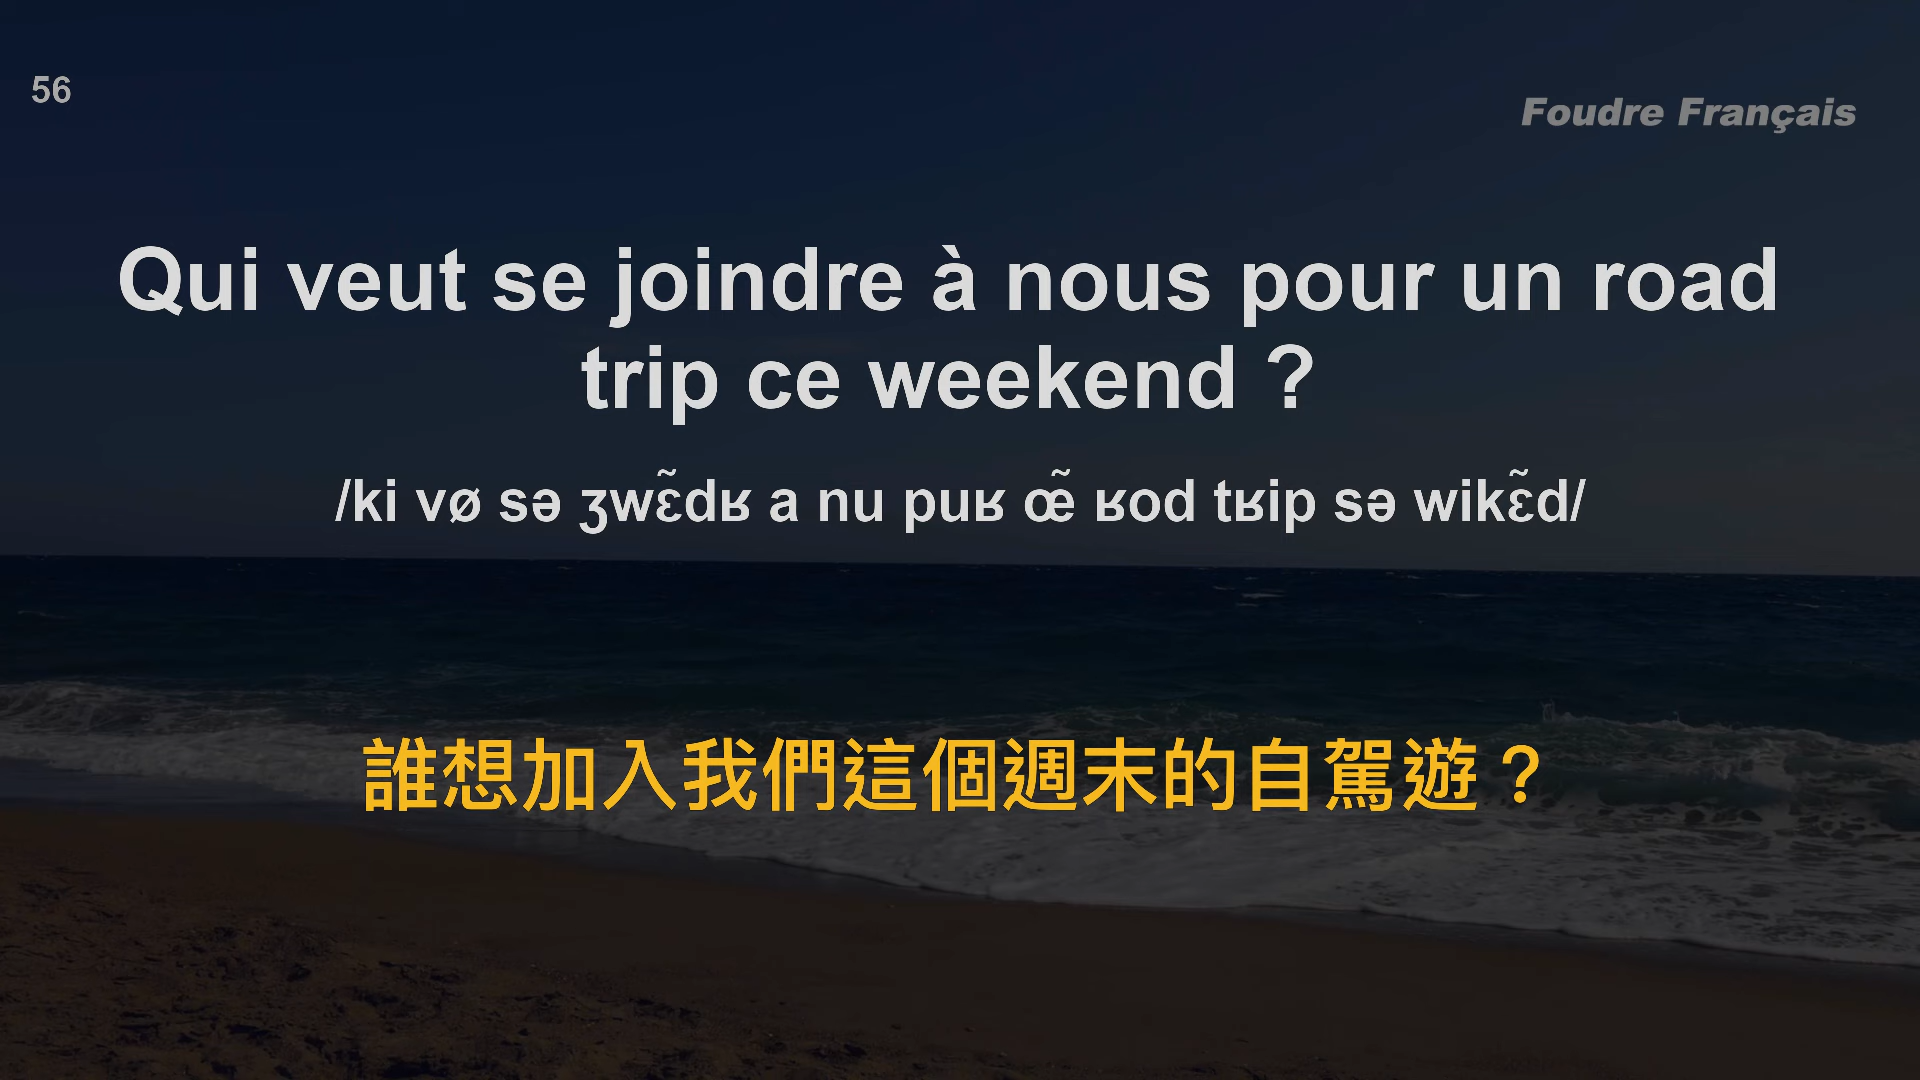 56
Foudre Français
Qui veut se joindre à nous pour un road
trip ce weekend ?
/ki vø sə ʒwɛ̃dʁ a nu puʁ œ̃ ʁod tʁip sə wikɛ̃d/
誰想加入我們這個週末的自駕遊？